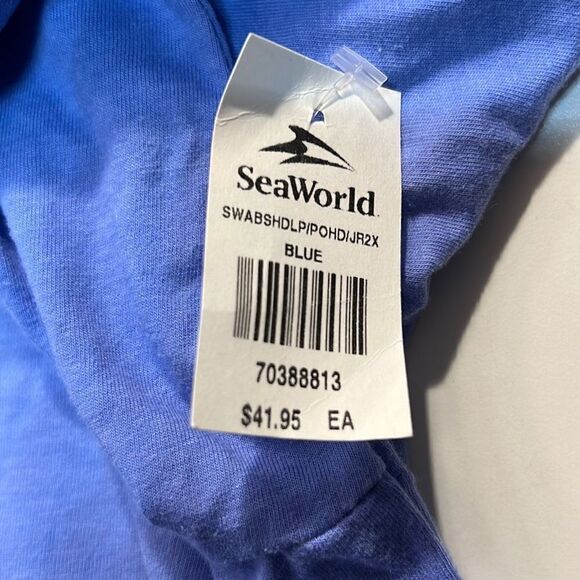 SeaWorld
SWABSHDLP/POHD/JR2X
BLUE
70388813
$41.95 EA